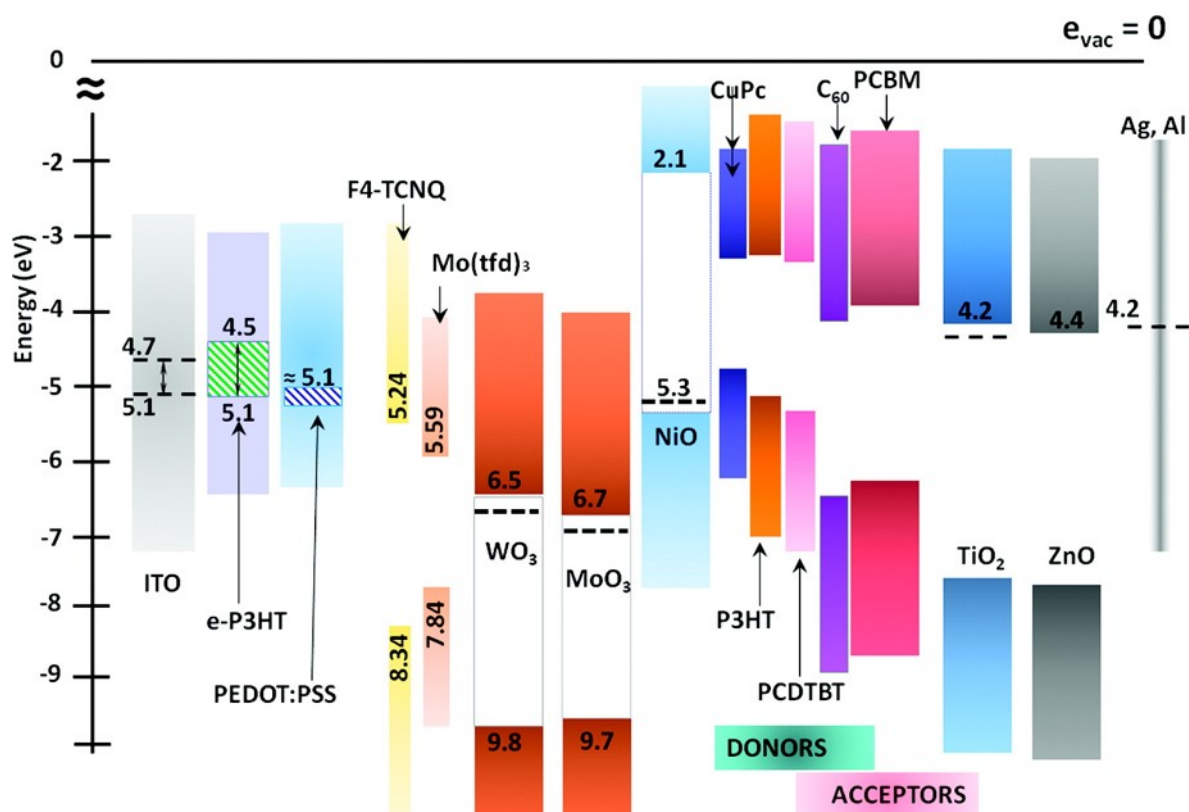 e_vac = 0
0
CuPc
C₆₀
PCBM
Ag, Al
-2
2.1
F4-TCNQ
-3
Mo(tfd)₃
Energy (eV)
-4
4.2
4.4
4.2
4.7
4.5
-5
≈ 5.1
5.3
5.1
5.1
5.24
5.59
NiO
-6
6.5
6.7
-7
WO₃
MoO₃
TiO₂
ZnO
ITO
-8
e-P3HT
7.84
P3HT
8.34
-9
PEDOT:PSS
PCDTBT
9.8
9.7
DONORS
ACCEPTORS